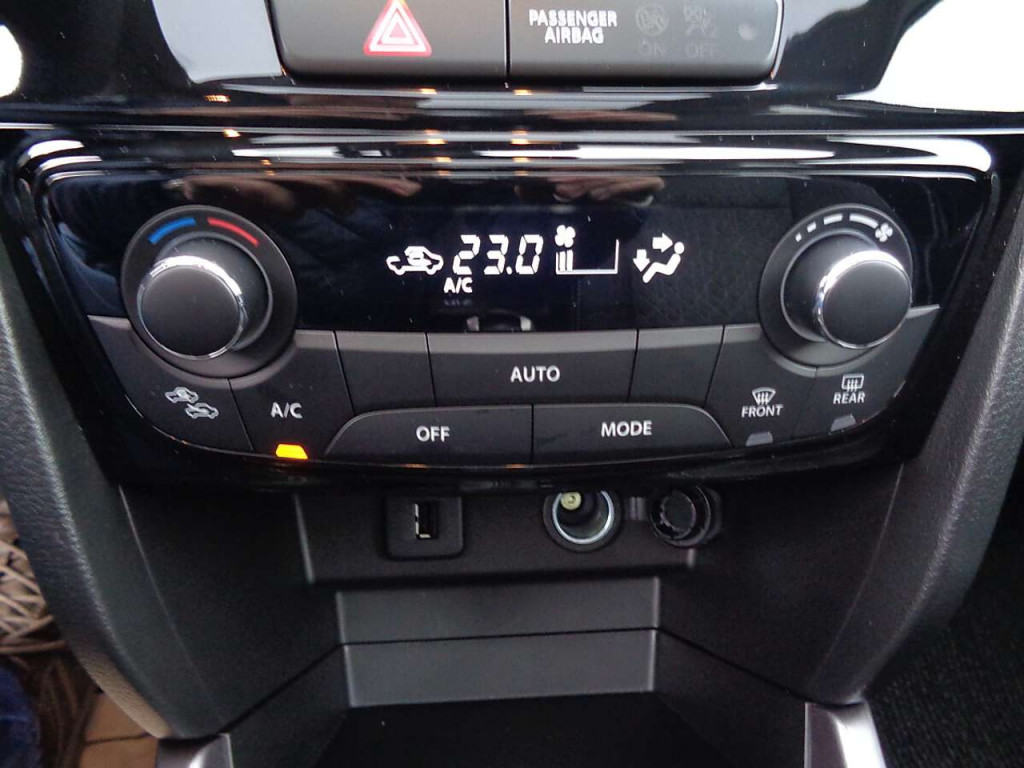 PASSENGER
AIRBAG
ON OFF
23.0
A/C
AUTO
A/C
OFF
MODE
FRONT
REAR